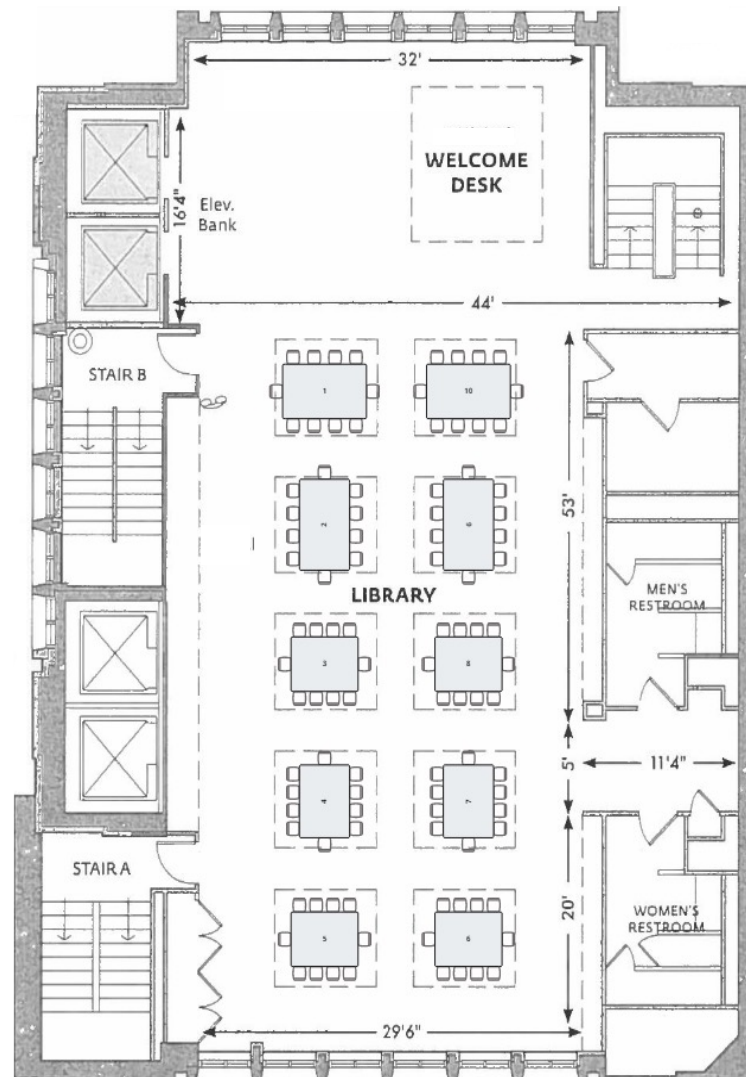 32'
WELCOME
DESK
16'4"
Elev.
Bank
44'
STAIR B
1
10
53'
2
LIBRARY
MEN'S
RESTROOM
3
8
5'
11'4"
4
7
STAIR A
20'
WOMEN'S
RESTROOM
5
6
29'6"